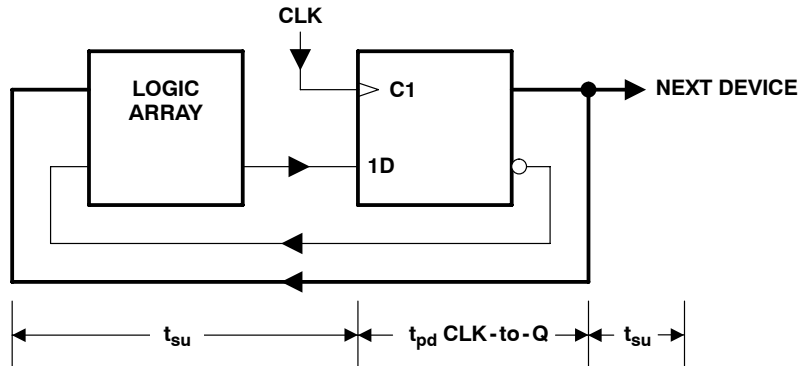 CLK
LOGIC
ARRAY
C1
1D
NEXT DEVICE
tsu
tpd CLK-to-Q
tsu